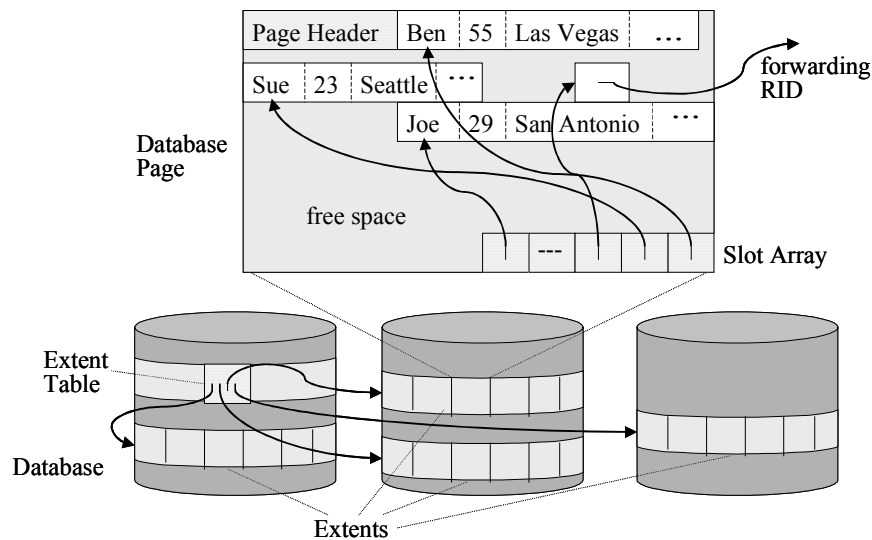 Page Header Ben 55 Las Vegas ...
forwarding
RID
Sue 23 Seattle ...
Joe 29 San Antonio ...
Database
Page
free space
---
Slot Array
Extent
Table
Database
Extents